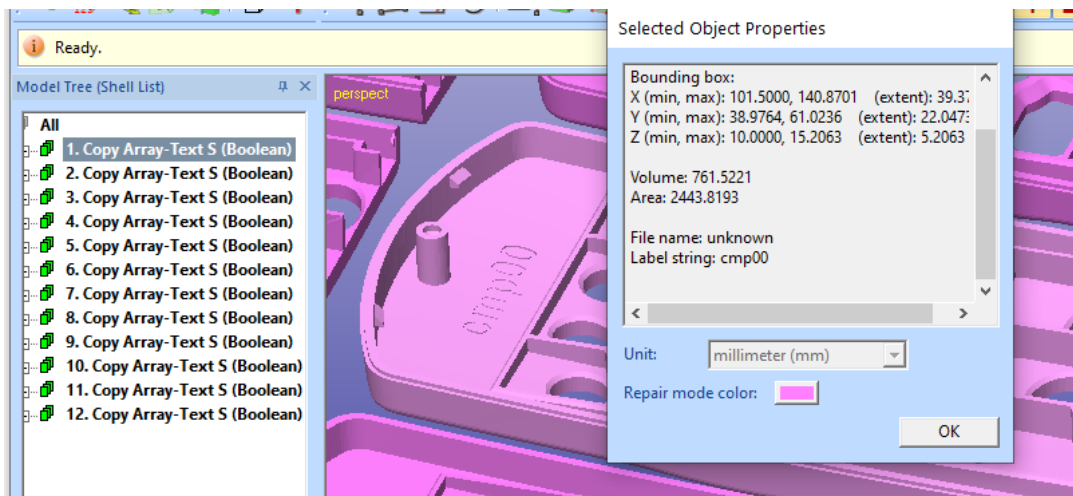 Ready.
Model Tree (Shell List)
All
1. Copy Array-Text S (Boolean)
2. Copy Array-Text S (Boolean)
3. Copy Array-Text S (Boolean)
4. Copy Array-Text S (Boolean)
5. Copy Array-Text S (Boolean)
6. Copy Array-Text S (Boolean)
7. Copy Array-Text S (Boolean)
8. Copy Array-Text S (Boolean)
9. Copy Array-Text S (Boolean)
10. Copy Array-Text S (Boolean)
11. Copy Array-Text S (Boolean)
12. Copy Array-Text S (Boolean)
perspect
cmp00
Selected Object Properties
Bounding box:
X (min, max): 101.5000, 140.8701 (extent): 39.37
Y (min, max): 38.9764, 61.0236 (extent): 22.0473
Z (min, max): 10.0000, 15.2063 (extent): 5.2063
Volume: 761.5221
Area: 2443.8193
File name: unknown
Label string: cmp00
Unit: millimeter (mm)
Repair mode color:
OK